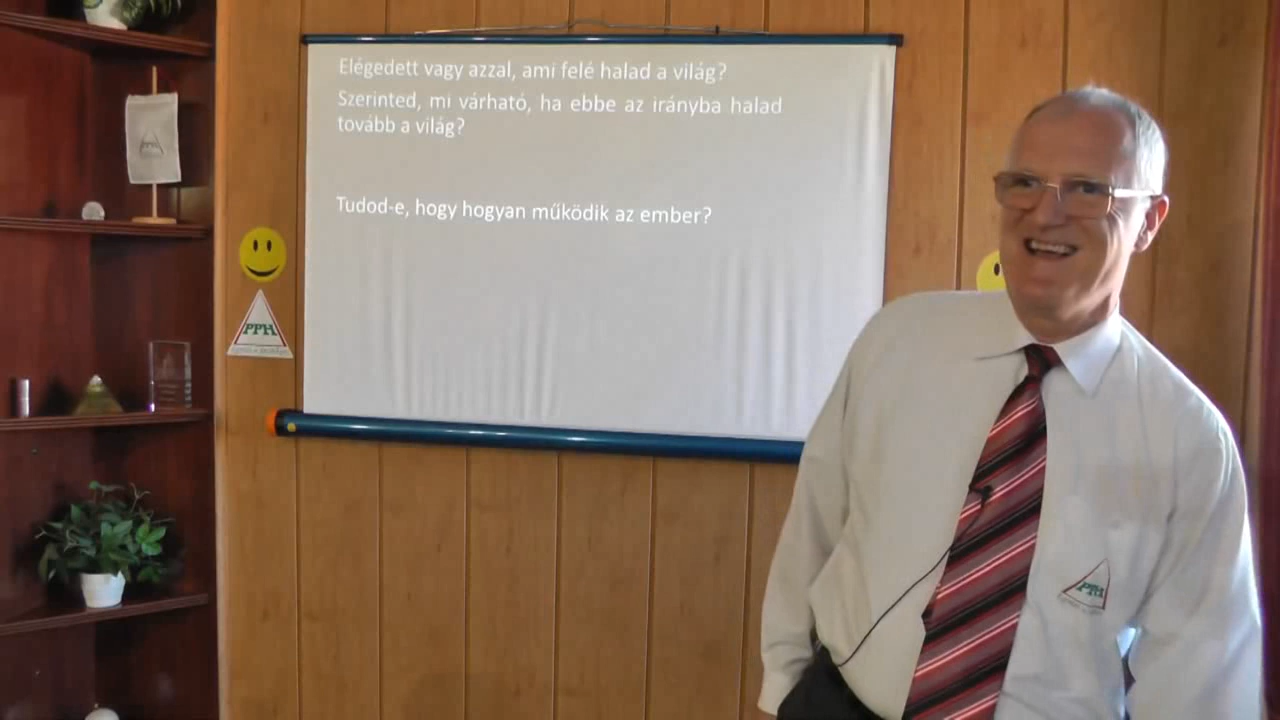 Elégedett vagy azzal, ami felé halad a világ?
Szerinted, mi várható, ha ebbe az irányba halad
tovább a világ?
Tudod-e, hogy hogyan működik az ember?
PPH
PPH